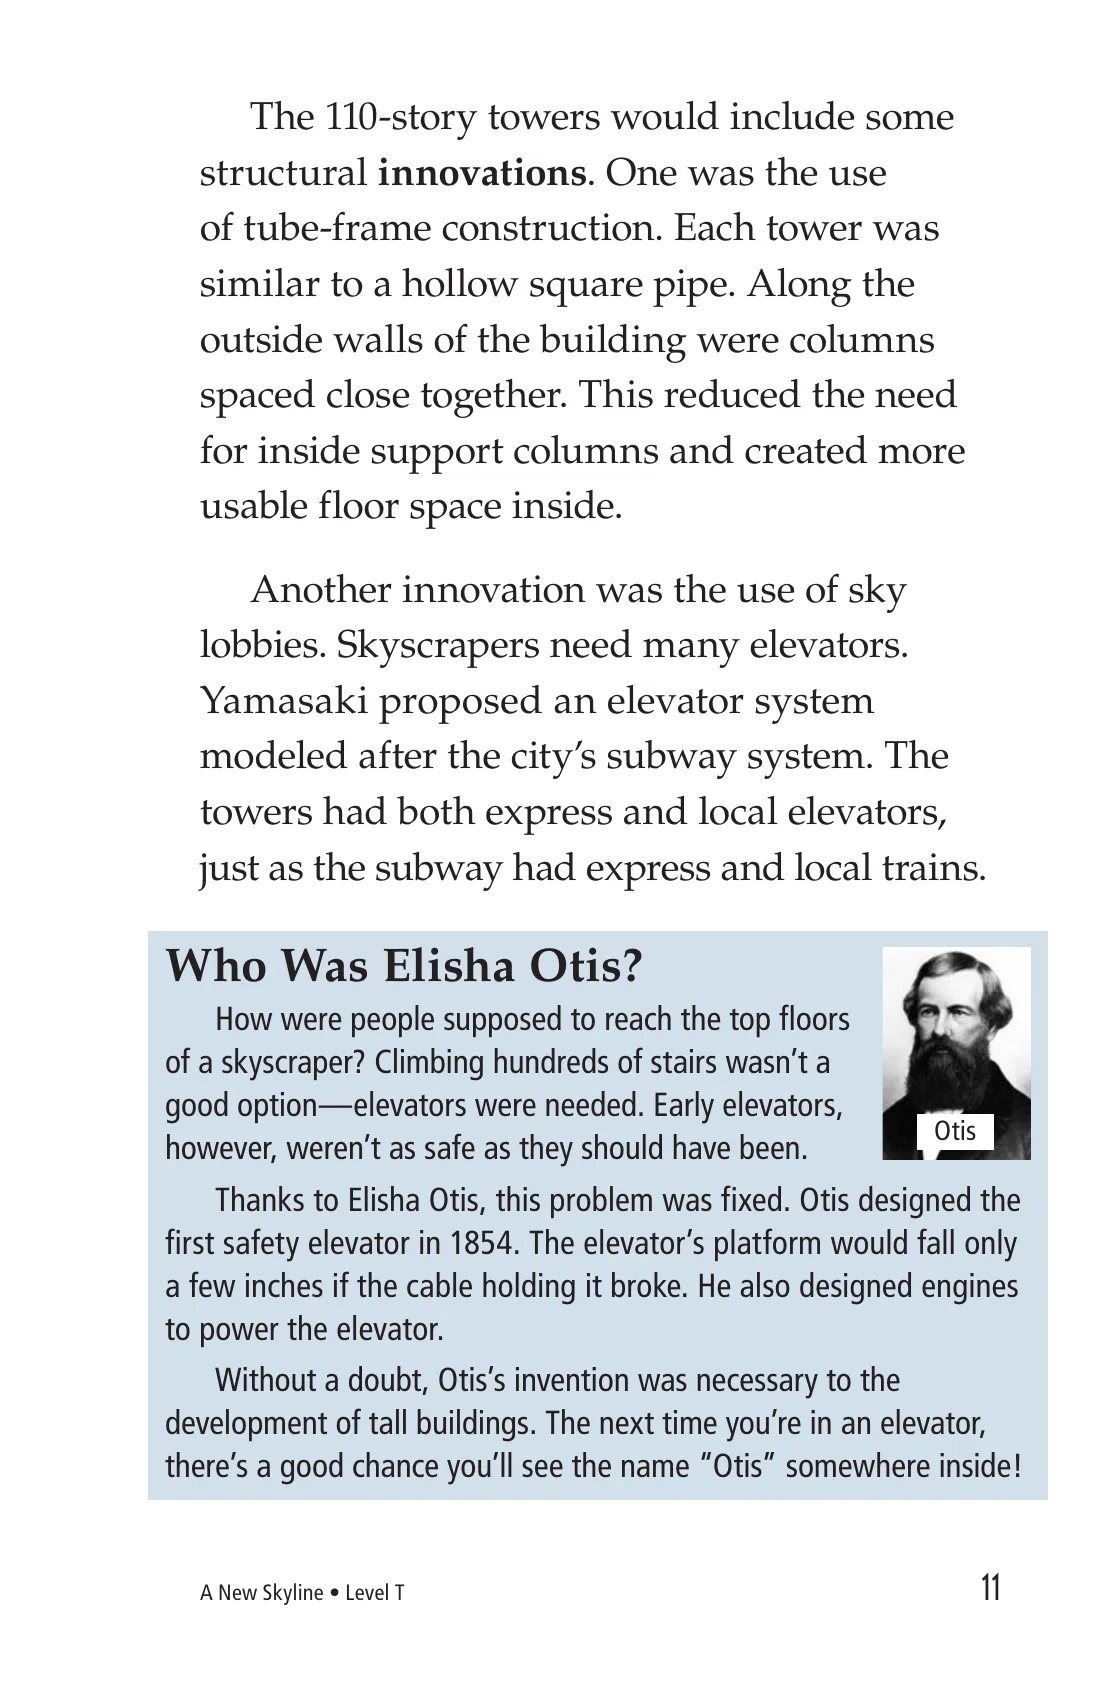 The 110-story towers would include some
structural innovations. One was the use
of tube-frame construction. Each tower was
similar to a hollow square pipe. Along the
outside walls of the building were columns
spaced close together. This reduced the need
for inside support columns and created more
usable floor space inside.
Another innovation was the use of sky
lobbies. Skyscrapers need many elevators.
Yamasaki proposed an elevator system
modeled after the city’s subway system. The
towers had both express and local elevators,
just as the subway had express and local trains.
Who Was Elisha Otis?
How were people supposed to reach the top floors
of a skyscraper? Climbing hundreds of stairs wasn’t a
good option—elevators were needed. Early elevators,
however, weren’t as safe as they should have been.
Otis
Thanks to Elisha Otis, this problem was fixed. Otis designed the
first safety elevator in 1854. The elevator’s platform would fall only
a few inches if the cable holding it broke. He also designed engines
to power the elevator.
Without a doubt, Otis’s invention was necessary to the
development of tall buildings. The next time you’re in an elevator,
there’s a good chance you’ll see the name “Otis” somewhere inside!
A New Skyline • Level T
11